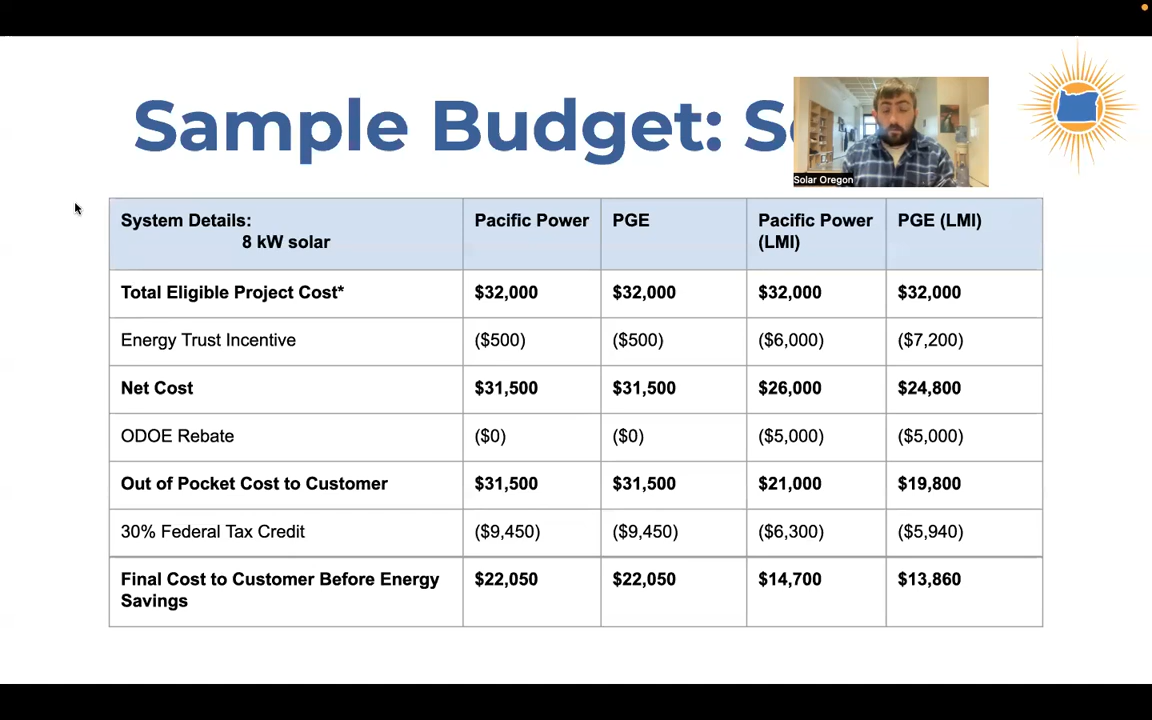 Sample Budget:
Solar Oregon
System Details: Pacific Power PGE Pacific Power PGE (LMI)
8 kW solar (LMI)
Total Eligible Project Cost* $32,000 $32,000 $32,000 $32,000
Energy Trust Incentive ($500) ($500) ($6,000) ($7,200)
Net Cost $31,500 $31,500 $26,000 $24,800
ODOE Rebate ($0) ($0) ($5,000) ($5,000)
Out of Pocket Cost to Customer $31,500 $31,500 $21,000 $19,800
30% Federal Tax Credit ($9,450) ($9,450) ($6,300) ($5,940)
Final Cost to Customer Before Energy $22,050 $22,050 $14,700 $13,860
Savings